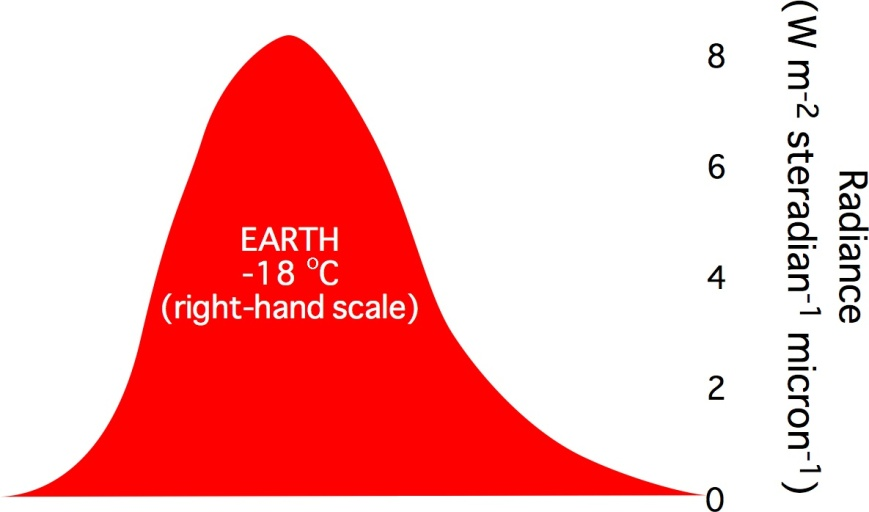 EARTH
-18 °C
(right-hand scale)
8
6
4
2
0
Radiance
(W m-2 steradian-1 micron-1)